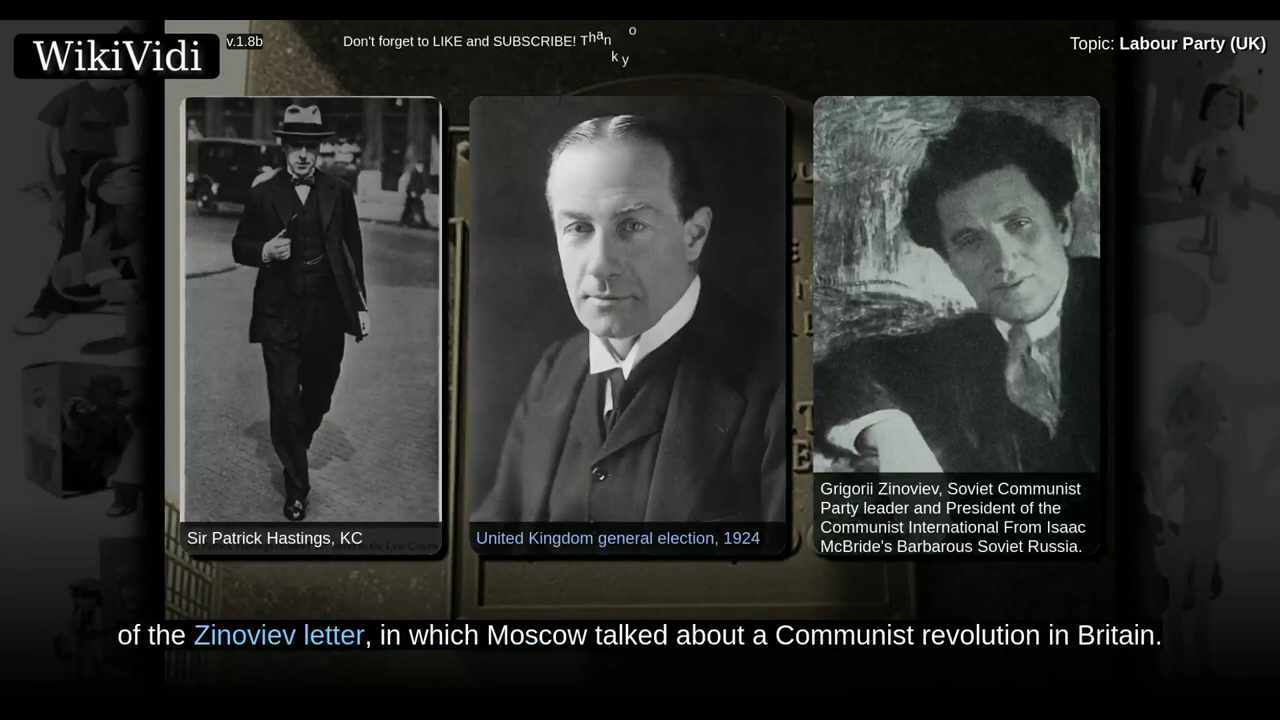 WikiVidi
v.1.8b
Don't forget to LIKE and SUBSCRIBE! Thank yo
Topic: Labour Party (UK)
Sir Patrick Hastings, KC
United Kingdom general election, 1924
Grigorii Zinoviev, Soviet Communist
Party leader and President of the
Communist International From Isaac
McBride's Barbarous Soviet Russia.
of the Zinoviev letter, in which Moscow talked about a Communist revolution in Britain.